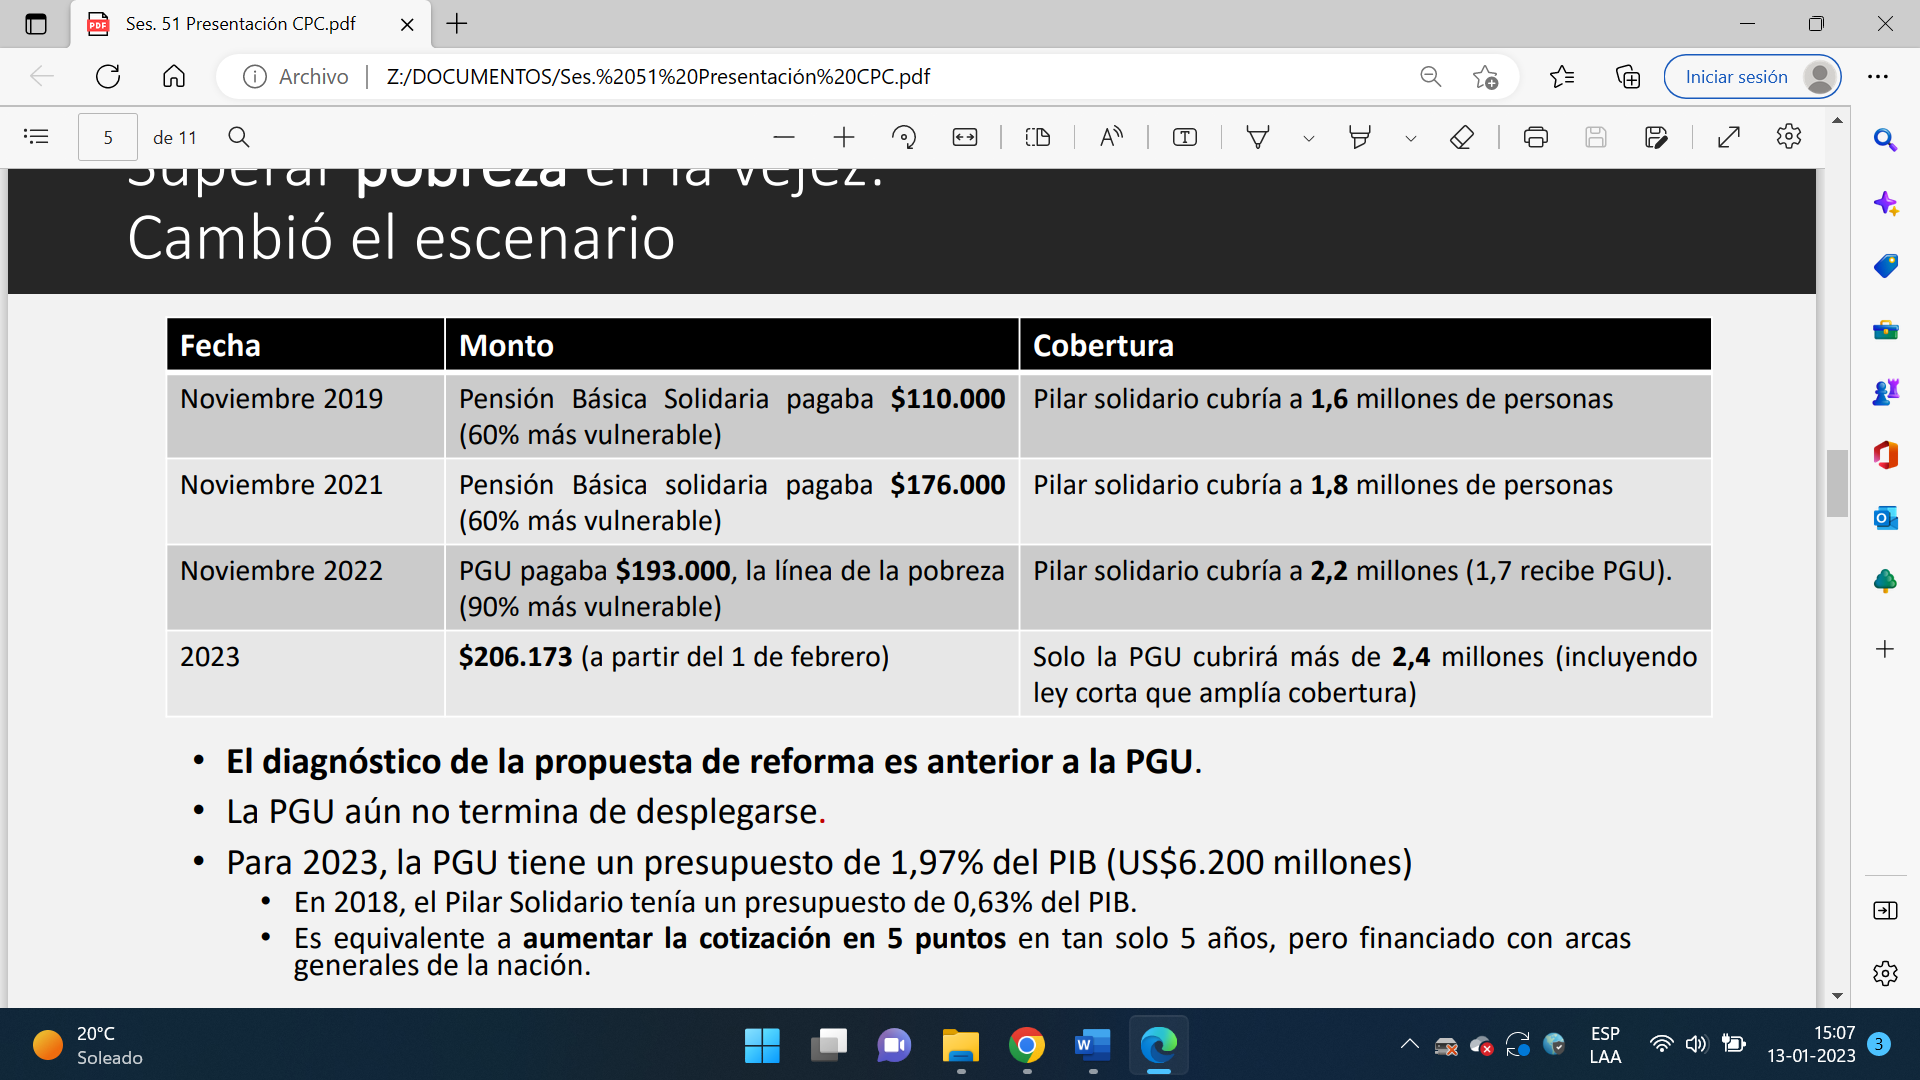 Ses. 51 Presentación CPC.pdf
Archivo
Z:/DOCUMENTOS/Ses.%2051%20Presentación%20CPC.pdf
Iniciar sesión
5
de 11
Superar pobreza en la vejez.
Cambió el escenario
Fecha
Monto
Cobertura
Noviembre 2019
Pensión Básica Solidaria pagaba $110.000
(60% más vulnerable)
Pilar solidario cubría a 1,6 millones de personas
Noviembre 2021
Pensión Básica solidaria pagaba $176.000
(60% más vulnerable)
Pilar solidario cubría a 1,8 millones de personas
Noviembre 2022
PGU pagaba $193.000, la línea de la pobreza
(90% más vulnerable)
Pilar solidario cubría a 2,2 millones (1,7 recibe PGU).
2023
$206.173 (a partir del 1 de febrero)
Solo la PGU cubrirá más de 2,4 millones (incluyendo
ley corta que amplía cobertura)
• El diagnóstico de la propuesta de reforma es anterior a la PGU.
• La PGU aún no termina de desplegarse.
• Para 2023, la PGU tiene un presupuesto de 1,97% del PIB (US$6.200 millones)
• En 2018, el Pilar Solidario tenía un presupuesto de 0,63% del PIB.
• Es equivalente a aumentar la cotización en 5 puntos en tan solo 5 años, pero financiado con arcas
generales de la nación.
20°C
Soleado
ESP
LAA
15:07
13-01-2023
3